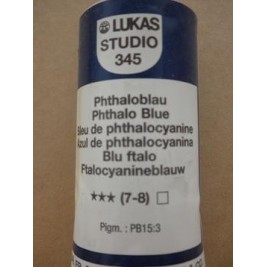 LUKAS
STUDIO
345
Phthaloblau
Phthalo Blue
Bleu de phthalocyanine
Azul de phthalocyanina
Blu ftalo
Ftalocyanineblauw
★★★ (7-8) □
Pigm. : PB15:3